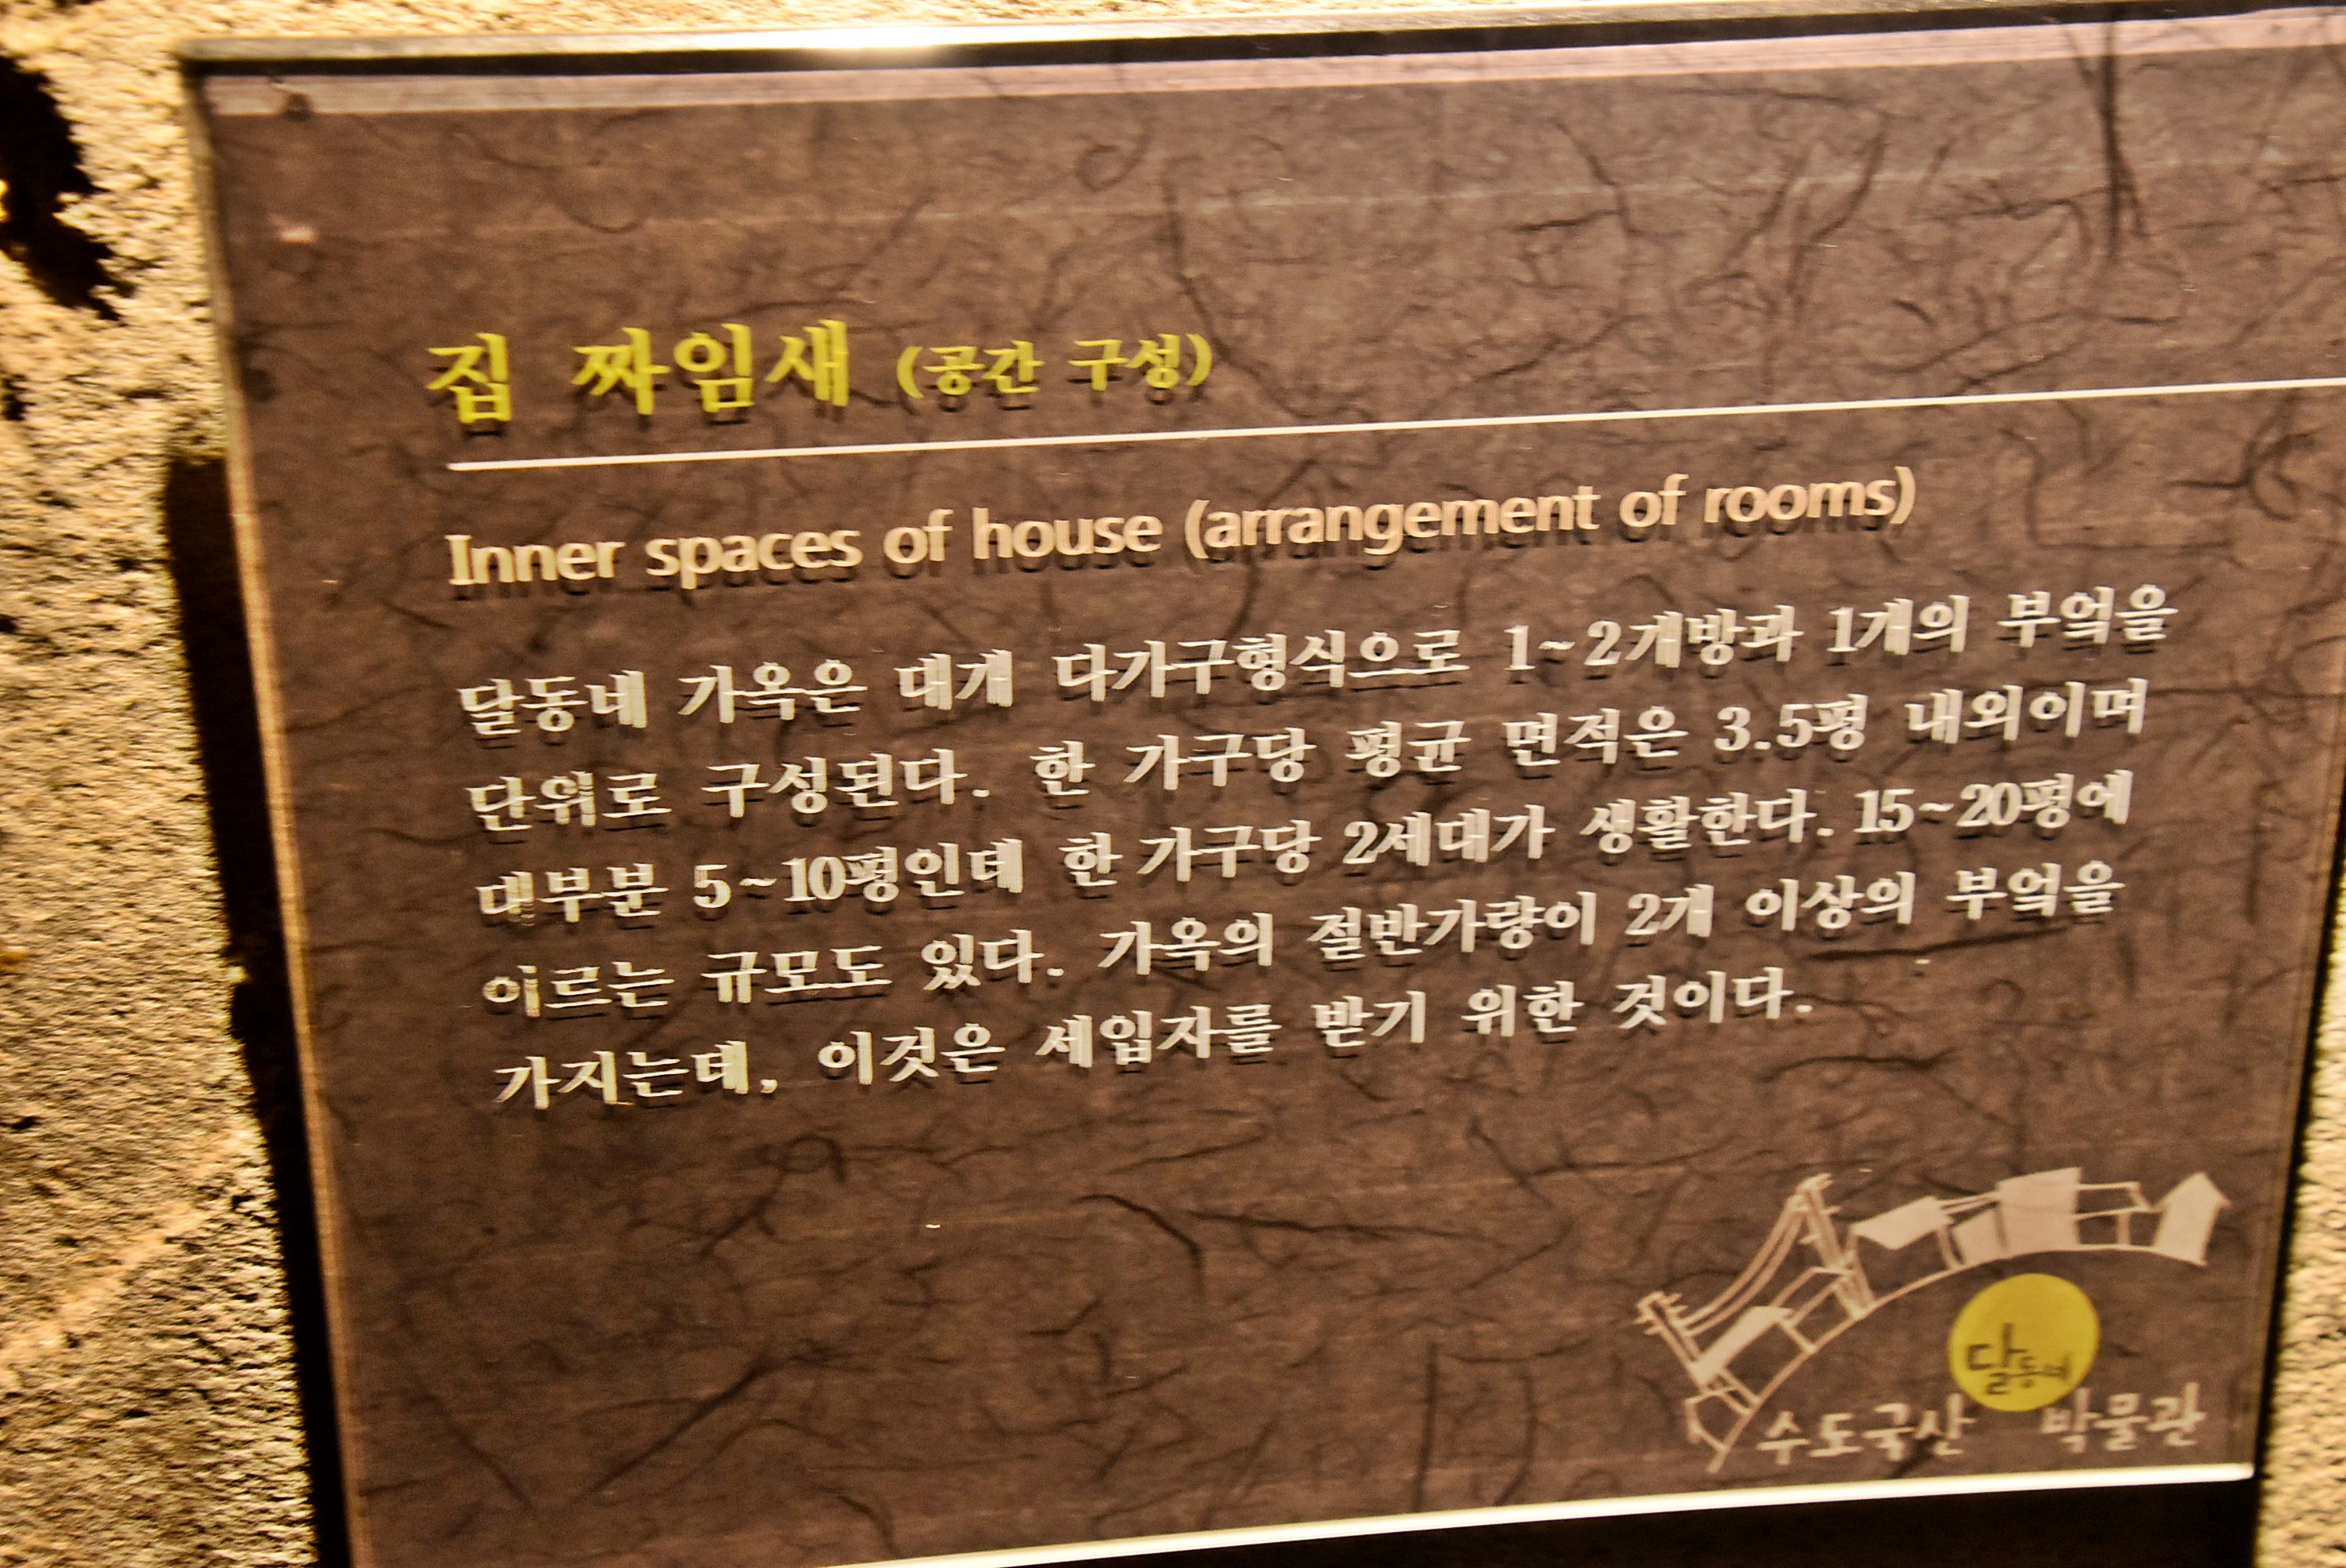 집 짜임새 (공간 구성)
Inner spaces of house (arrangement of rooms)
달동네 가옥은 대개 다가구형식으로 1~2개방과 1개의 부엌을
단위로 구성된다. 한 가구당 평균 면적은 3.5평 내외이며
대부분 5~10평인데 한 가구당 2세대가 생활한다. 15~20평에
이르는 규모도 있다. 가옥의 절반가량이 2개 이상의 부엌을
가지는데, 이것은 세입자를 받기 위한 것이다.
달동네
수도국산 박물관